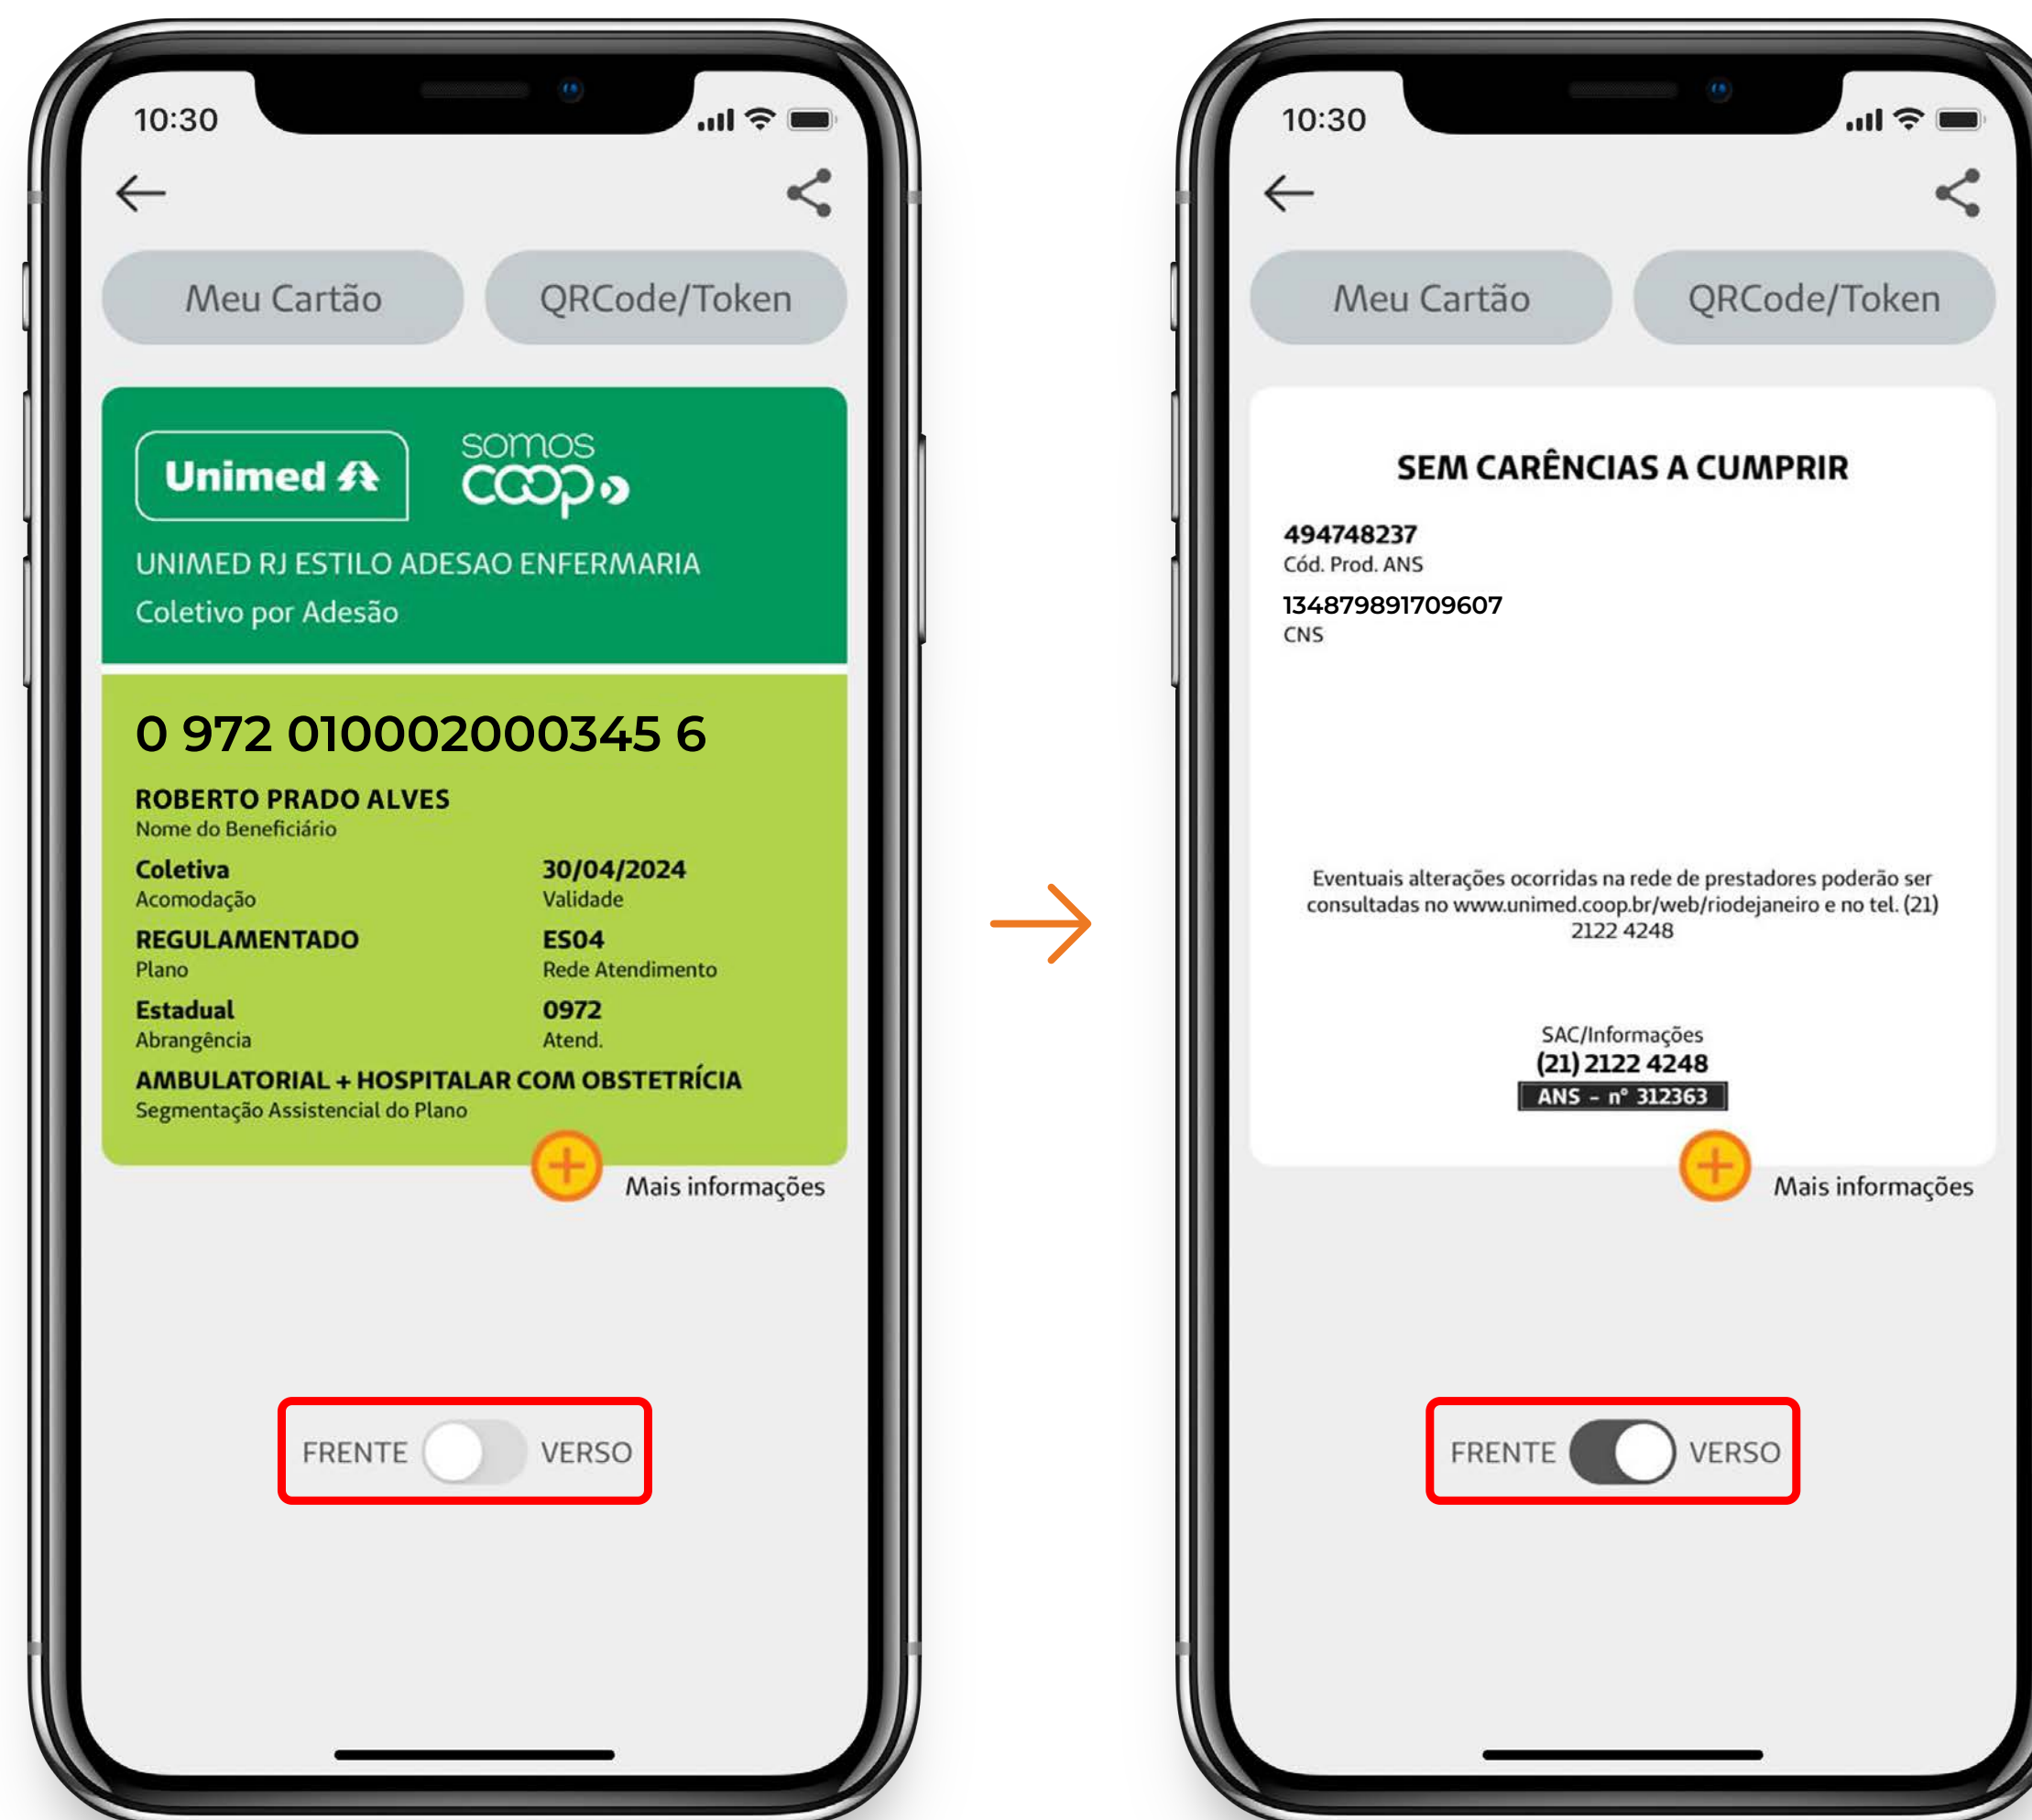 10:30
Meu Cartão QRCode/Token
Unimed somos coop
UNIMED RJ ESTILO ADESAO ENFERMARIA
Coletivo por Adesão
0 972 010002000345 6
ROBERTO PRADO ALVES
Nome do Beneficiário
Coletiva 30/04/2024
Acomodação Validade
REGULAMENTADO ES04
Plano Rede Atendimento
Estadual 0972
Abrangência Atend.
AMBULATORIAL + HOSPITALAR COM OBSTETRÍCIA
Segmentação Assistencial do Plano
Mais informações
FRENTE VERSO
10:30
Meu Cartão QRCode/Token
SEM CARÊNCIAS A CUMPRIR
494748237
Cód. Prod. ANS
134879891709607
CNS
Eventuais alterações ocorridas na rede de prestadores poderão ser
consultadas no www.unimed.coop.br/web/riodejaneiro e no tel. (21)
2122 4248
SAC/Informações
(21) 2122 4248
ANS - nº 312363
Mais informações
FRENTE VERSO